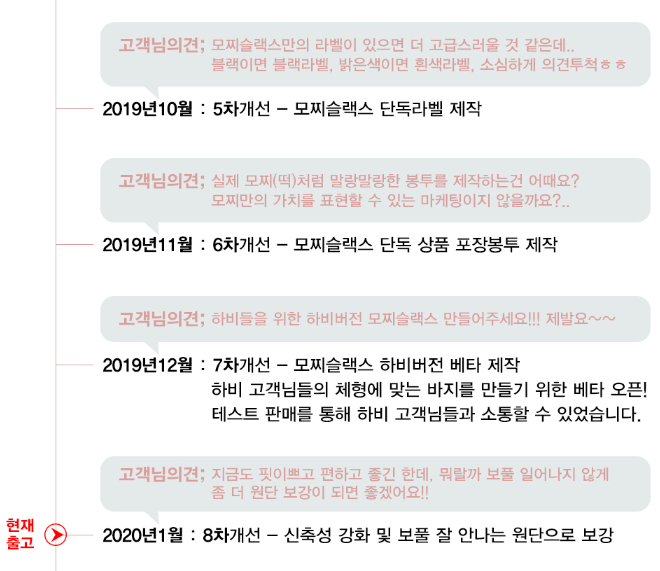 고객님의견; 모찌슬랙스만의 라벨이 있으면 더 고급스러울 것 같은데..
블랙이면 블랙라벨, 밝은색이면 흰색라벨, 소심하게 의견투척ㅎㅎ
2019년10월 : 5차개선 – 모찌슬랙스 단독라벨 제작
고객님의견; 실제 모찌(떡)처럼 말랑말랑한 봉투를 제작하는건 어때요?
모찌만의 가치를 표현할 수 있는 마케팅이지 않을까요?..
2019년11월 : 6차개선 – 모찌슬랙스 단독 상품 포장봉투 제작
고객님의견; 하비들을 위한 하비버전 모찌슬랙스 만들어주세요!!! 제발요~~
2019년12월 : 7차개선 – 모찌슬랙스 하비버전 베타 제작
하비 고객님들의 체형에 맞는 바지를 만들기 위한 베타 오픈!
테스트 판매를 통해 하비 고객님들과 소통할 수 있었습니다.
고객님의견; 지금도 핏이쁘고 편하고 좋긴 한데, 뭐랄까 보풀 일어나지 않게
좀 더 원단 보강이 되면 좋겠어요!!
현재
출고
2020년1월 : 8차개선 – 신축성 강화 및 보풀 잘 안나는 원단으로 보강